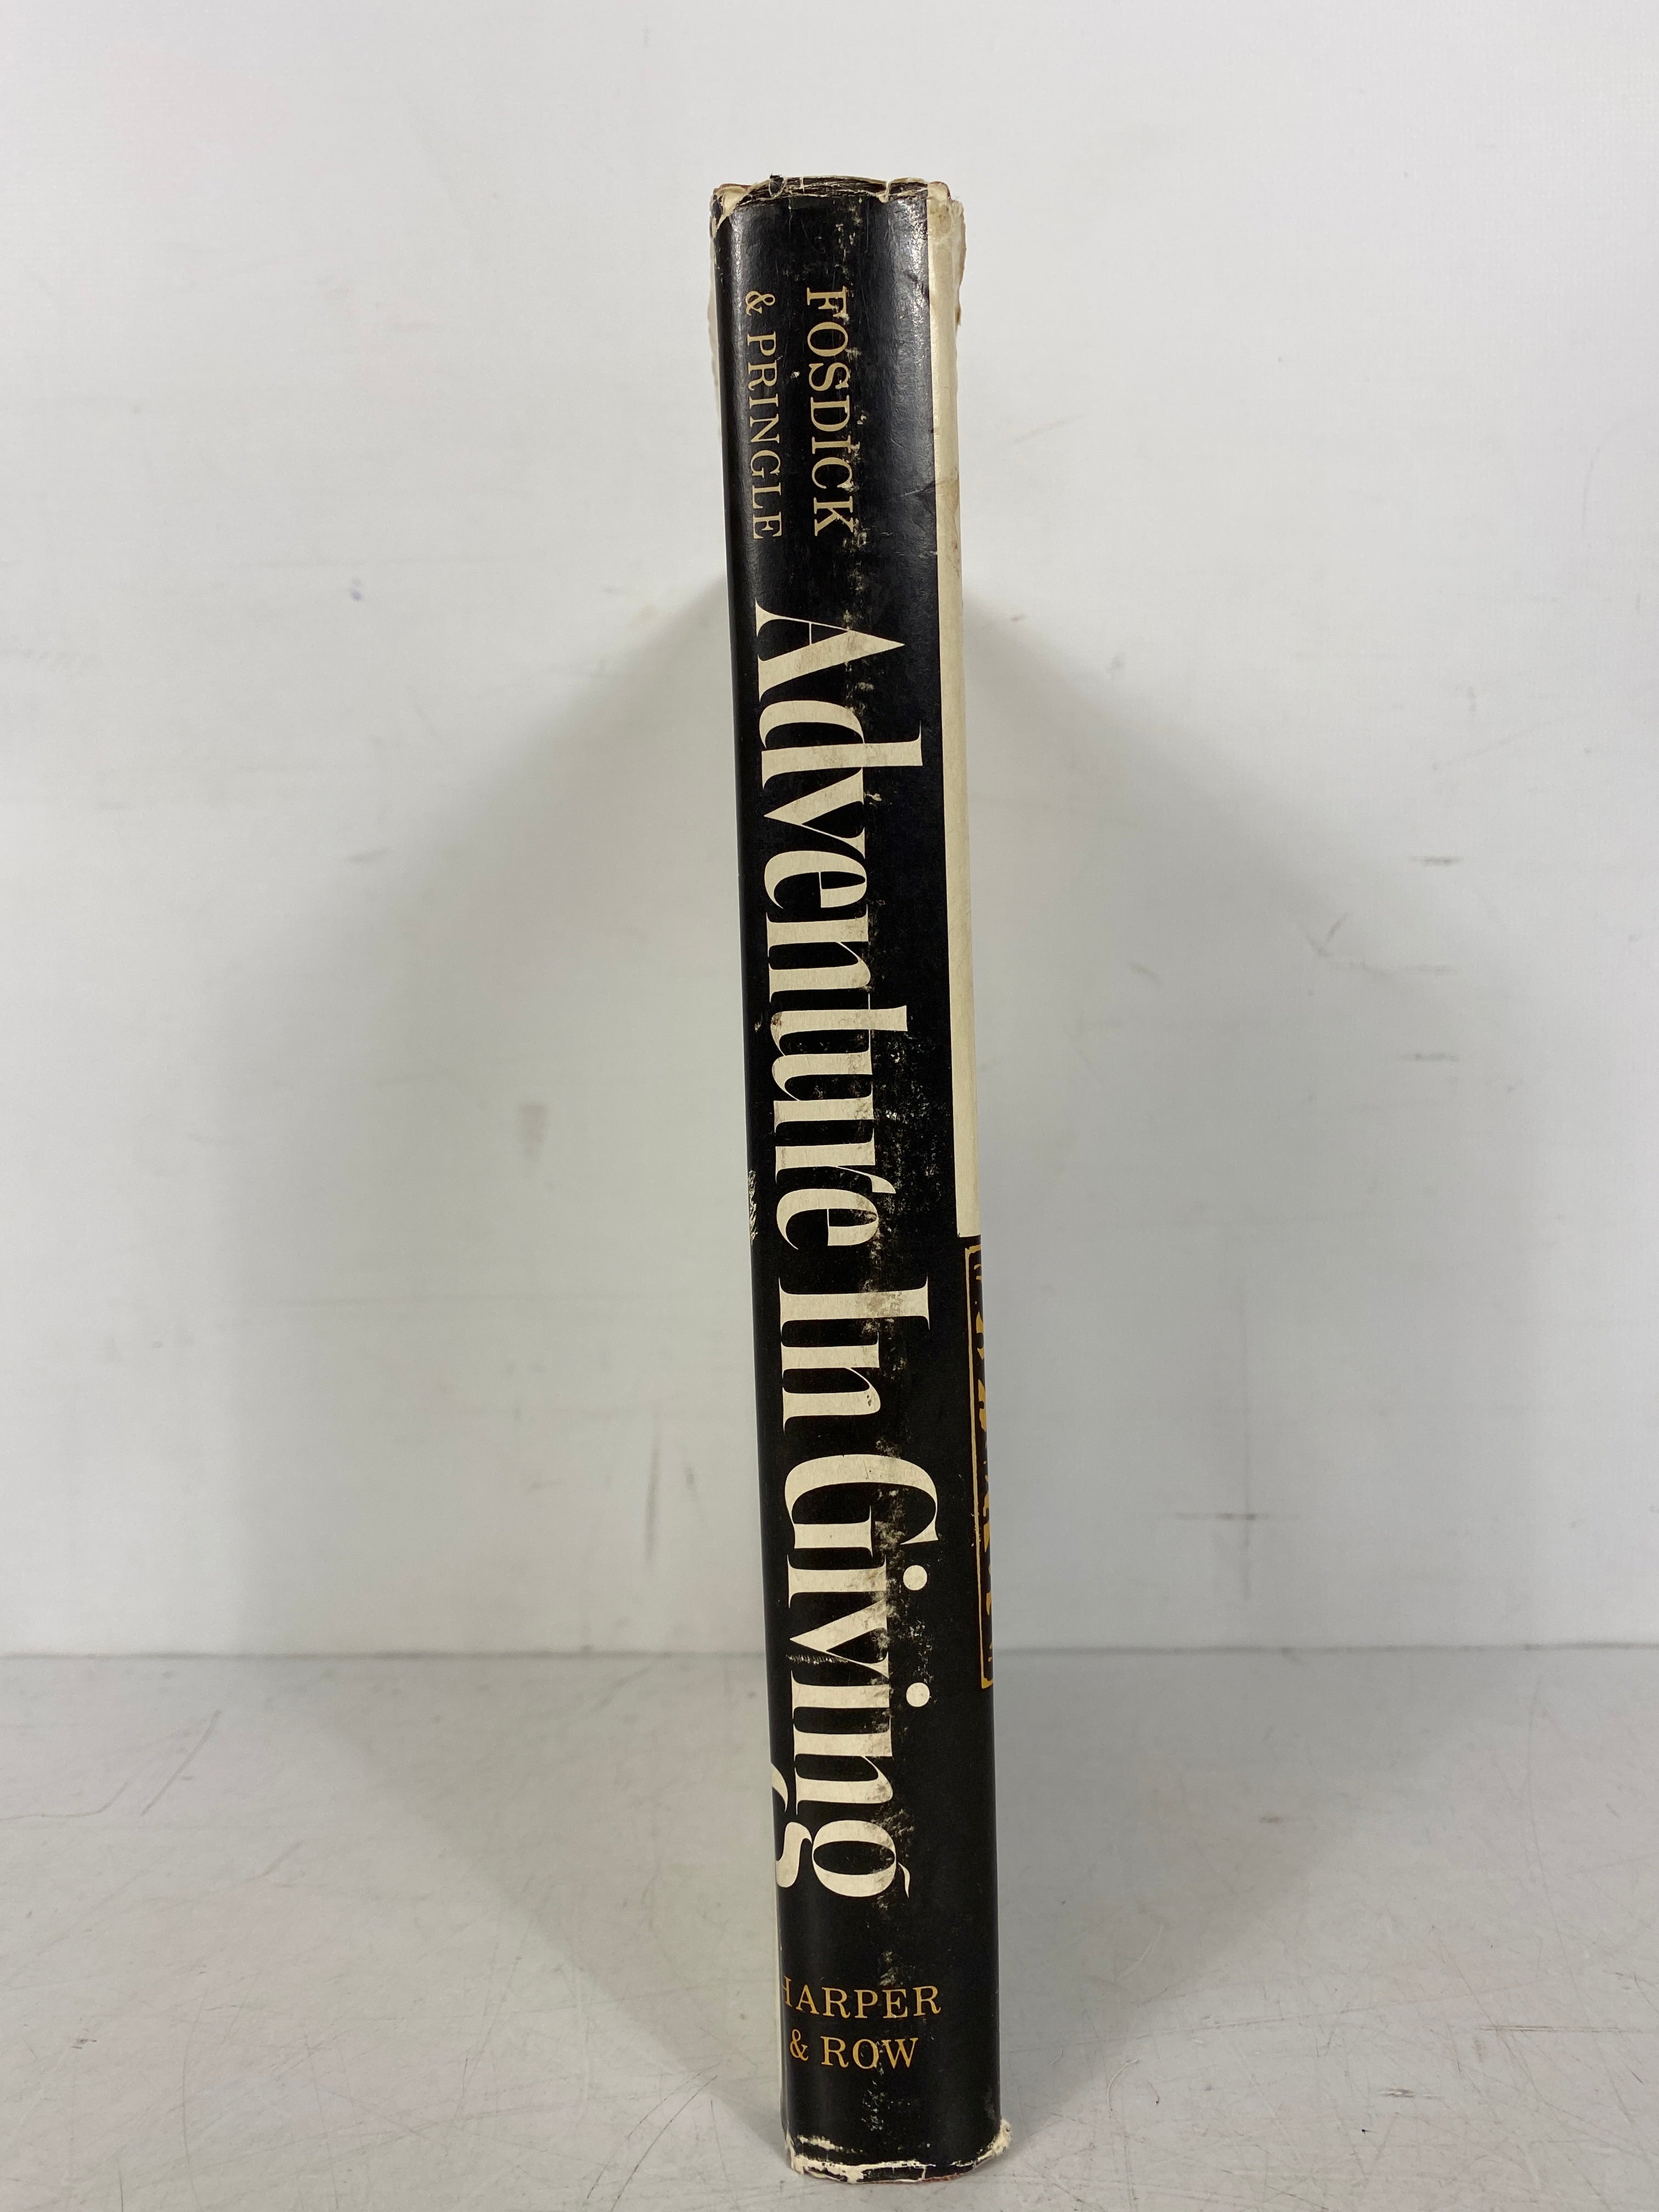 FOSDICK
& PRINGLE
Adventure In Giving
HARPER
& ROW